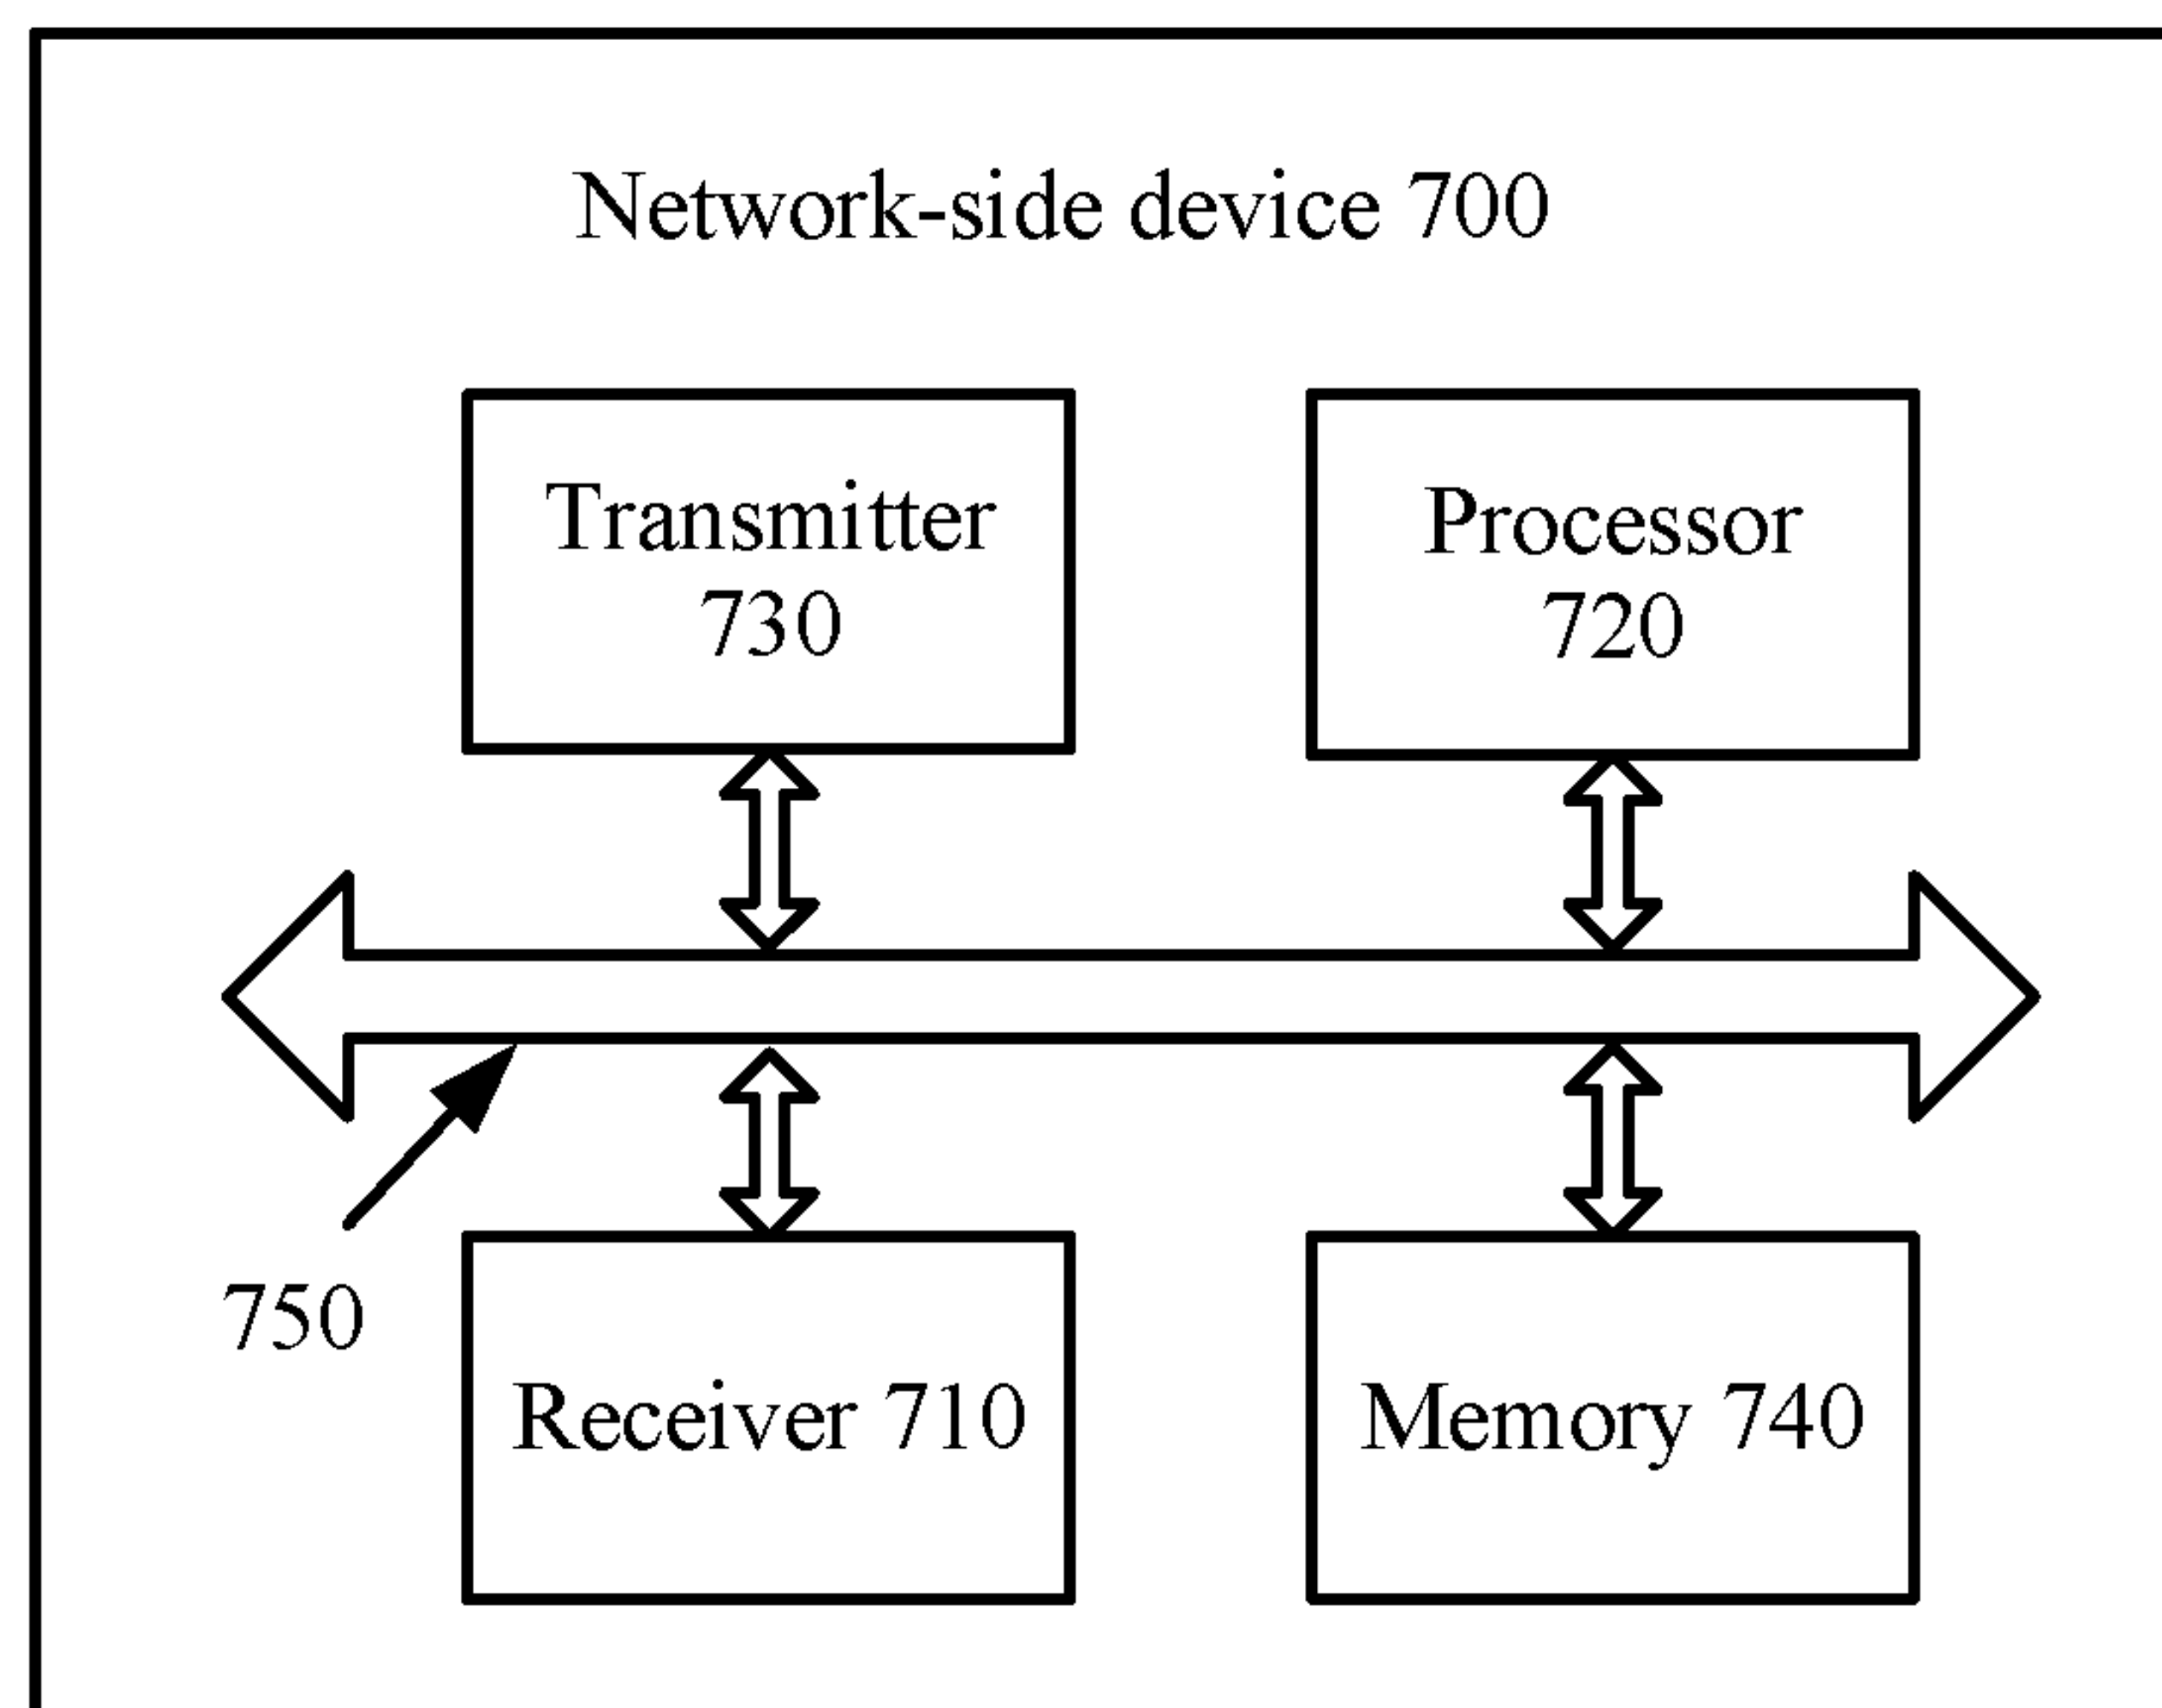 Network-side device 700
Transmitter
730
Processor
720
750
Receiver 710
Memory 740